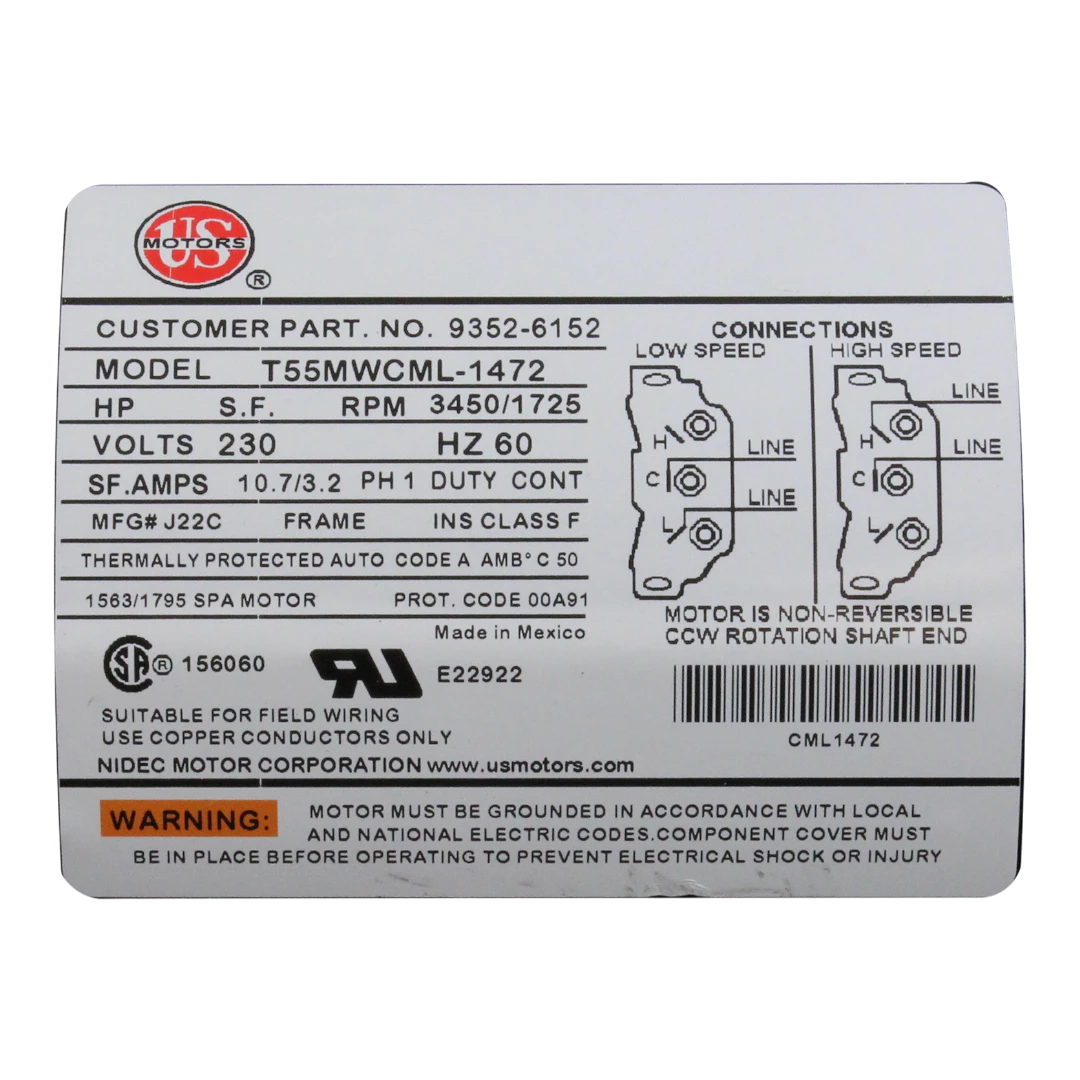 US
MOTORS
®
CUSTOMER PART. NO. 9352-6152
MODEL T55MWCML-1472
HP S.F. RPM 3450/1725
VOLTS 230 HZ 60
SF.AMPS 10.7/3.2 PH 1 DUTY CONT
MFG# J22C FRAME INS CLASS F
THERMALLY PROTECTED AUTO CODE A AMB° C 50
1563/1795 SPA MOTOR PROT. CODE 00A91
Made in Mexico
SA ® 156060 RU E22922
SUITABLE FOR FIELD WIRING
USE COPPER CONDUCTORS ONLY
NIDEC MOTOR CORPORATION www.usmotors.com
CONNECTIONS
LOW SPEED
H
LINE
C
LINE
L
HIGH SPEED
LINE
H
LINE
C
L
MOTOR IS NON-REVERSIBLE
CCW ROTATION SHAFT END
CML1472
WARNING: MOTOR MUST BE GROUNDED IN ACCORDANCE WITH LOCAL
AND NATIONAL ELECTRIC CODES.COMPONENT COVER MUST
BE IN PLACE BEFORE OPERATING TO PREVENT ELECTRICAL SHOCK OR INJURY